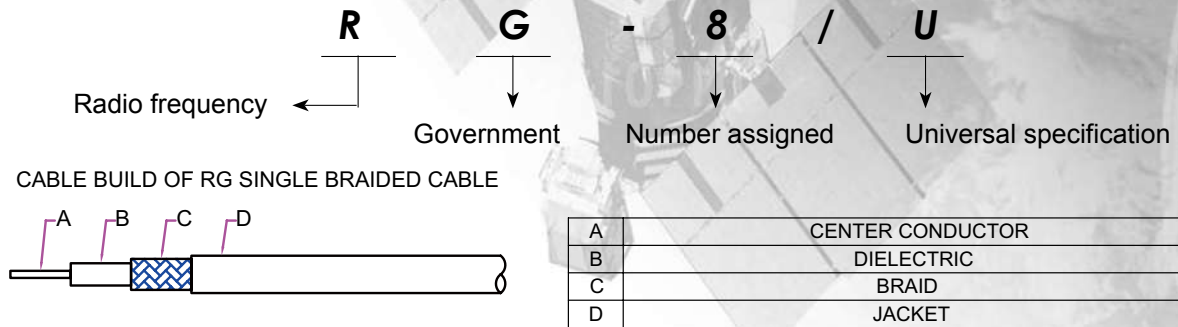 R G - 8 / U
Radio frequency
Government Number assigned Universal specification
CABLE BUILD OF RG SINGLE BRAIDED CABLE
A B C D
A CENTER CONDUCTOR
B DIELECTRIC
C BRAID
D JACKET